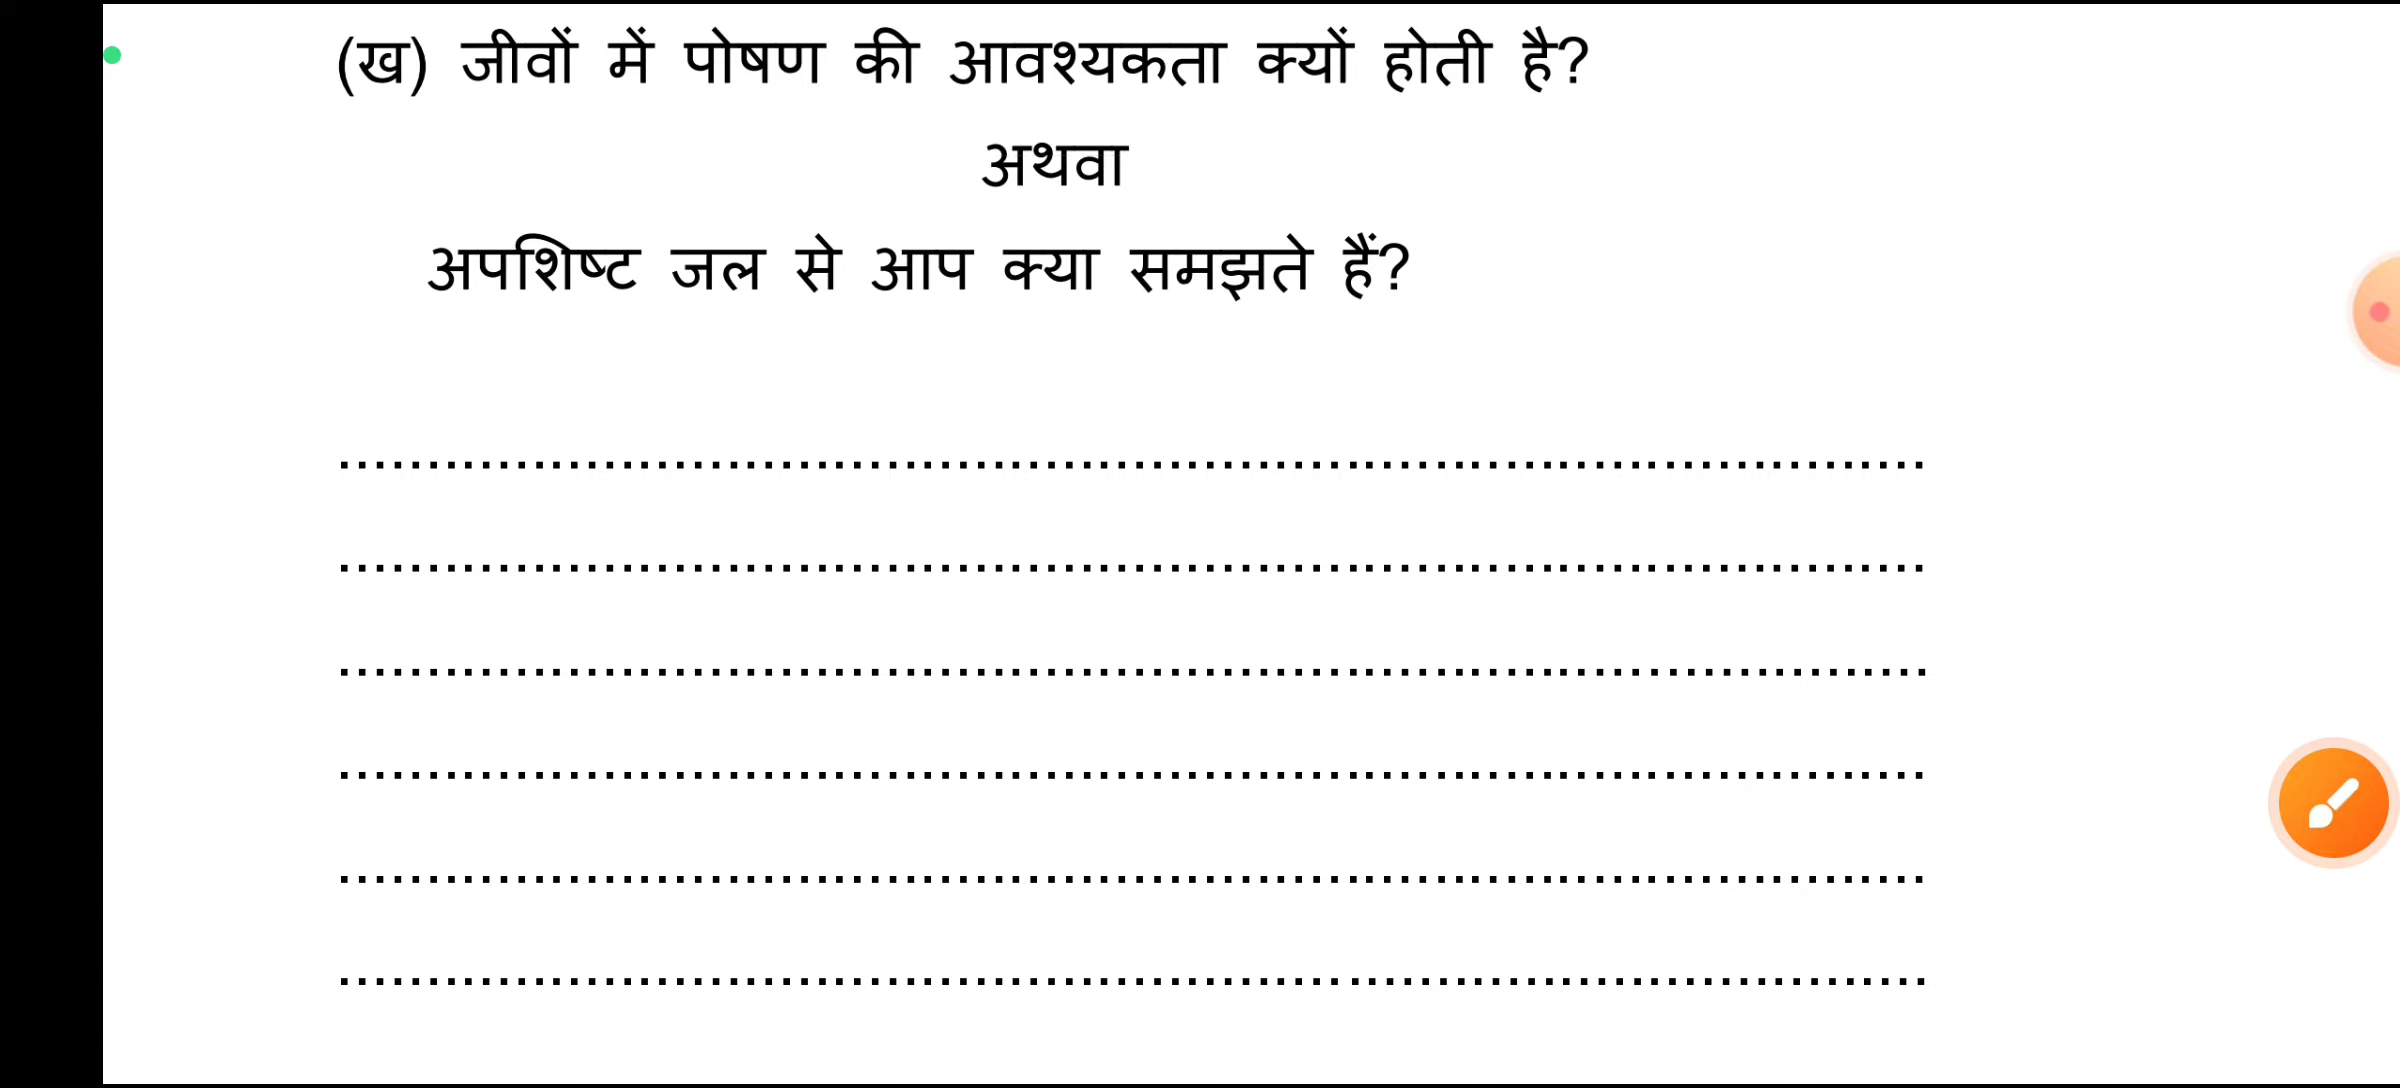 (ख) जीवों में पोषण की आवश्यकता क्यों होती है?
अथवा
अपशिष्ट जल से आप क्या समझते हैं?